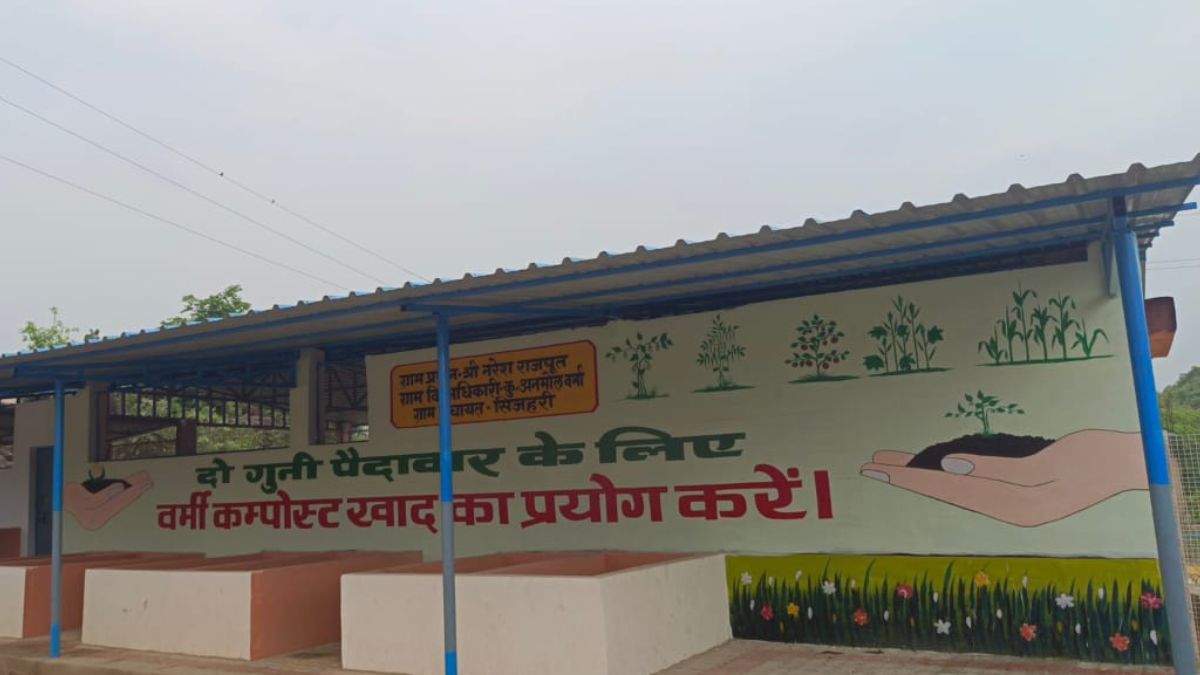 ग्राम प्रधान-श्री नरेश राजपूत
ग्राम वि अधिकारी-कु-अनमोल वर्मा
ग्राम पंचायत-सिजहरी
दो गुनी पैदावार के लिए
वर्मी कम्पोस्ट खाद का प्रयोग करें।